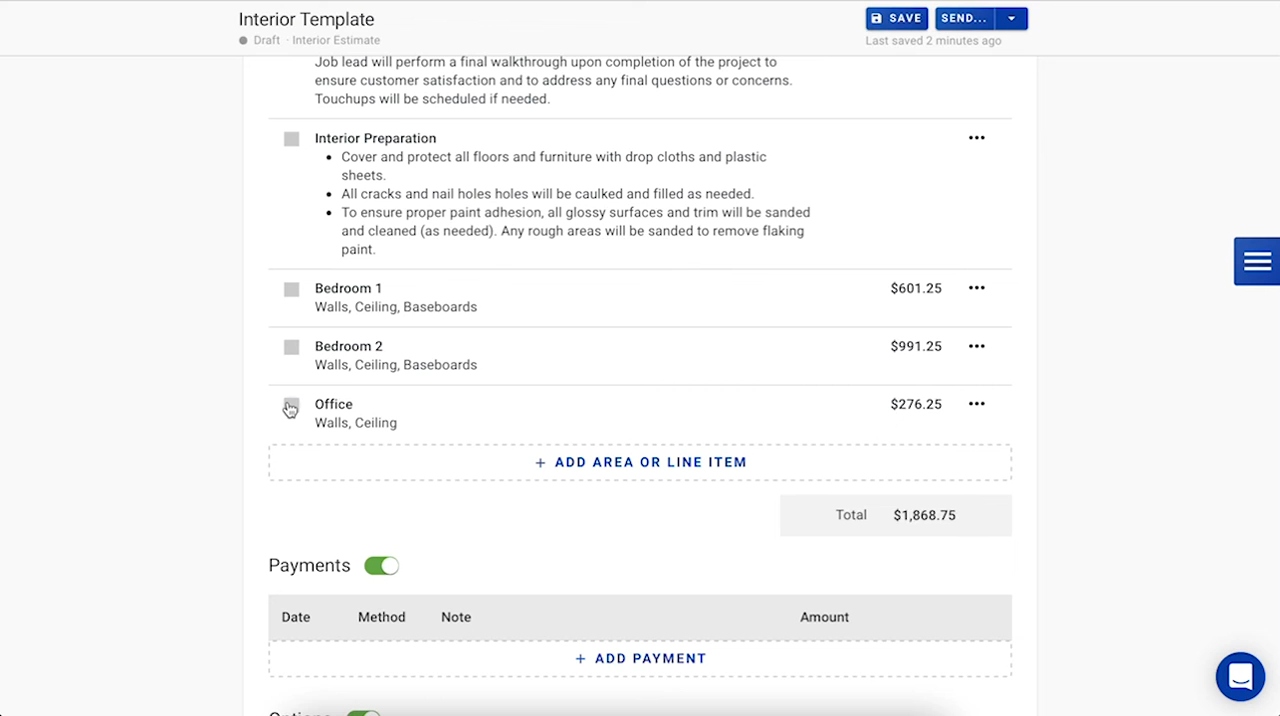 Interior Template
SAVE
SEND...
Draft · Interior Estimate
Last saved 2 minutes ago
Job lead will perform a final walkthrough upon completion of the project to
ensure customer satisfaction and to address any final questions or concerns.
Touchups will be scheduled if needed.
Interior Preparation
• Cover and protect all floors and furniture with drop cloths and plastic
sheets.
• All cracks and nail holes holes will be caulked and filled as needed.
• To ensure proper paint adhesion, all glossy surfaces and trim will be sanded
and cleaned (as needed). Any rough areas will be sanded to remove flaking
paint.
Bedroom 1 $601.25
Walls, Ceiling, Baseboards
Bedroom 2 $991.25
Walls, Ceiling, Baseboards
Office $276.25
Walls, Ceiling
+ ADD AREA OR LINE ITEM
Total $1,868.75
Payments
Date Method Note Amount
+ ADD PAYMENT